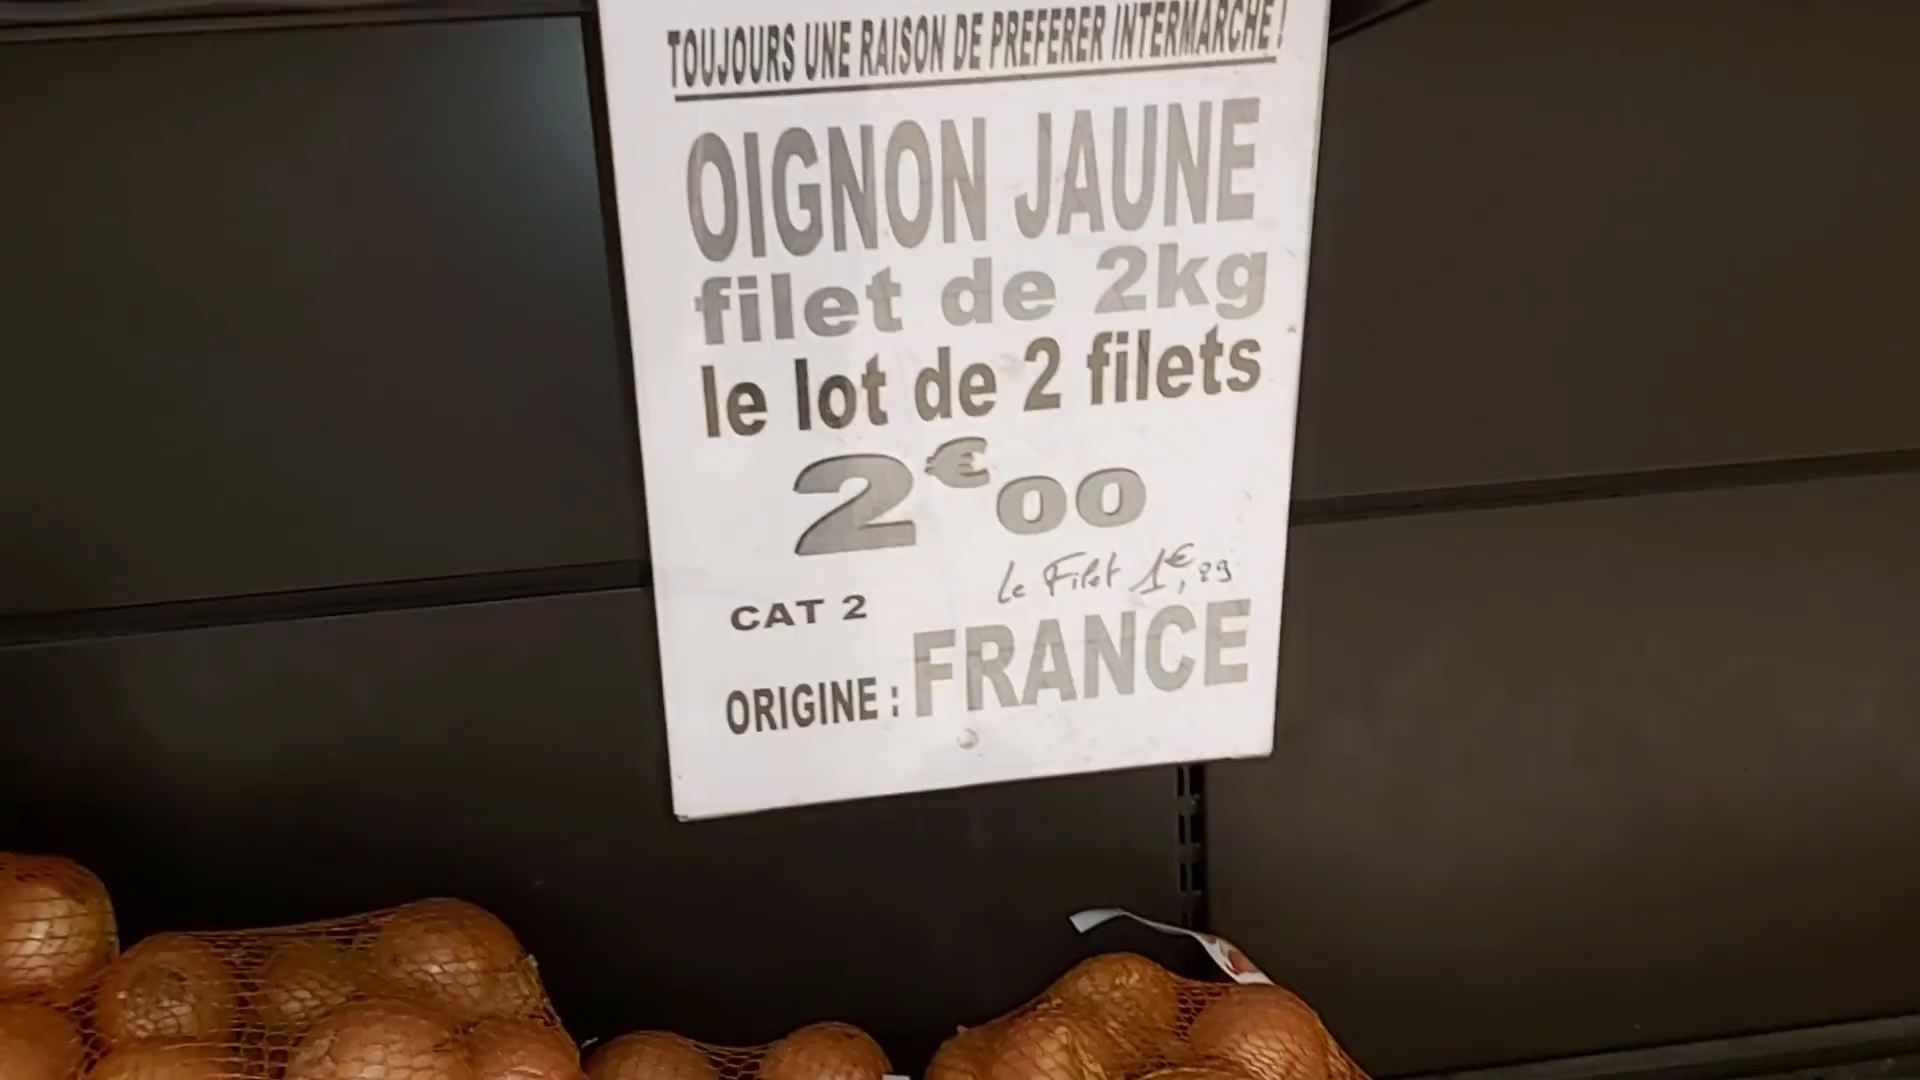 TOUJOURS UNE RAISON DE PREFERER INTERMARCHE !
OIGNON JAUNE
filet de 2kg
le lot de 2 filets
2€00
Le Filet 1€,29
CAT 2
ORIGINE : FRANCE